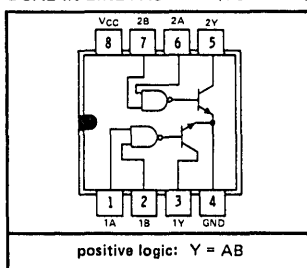 VCC 2B 2A 2Y
8 7 6 5
1 2 3 4
1A 1B 1Y GND
positive logic: Y = AB